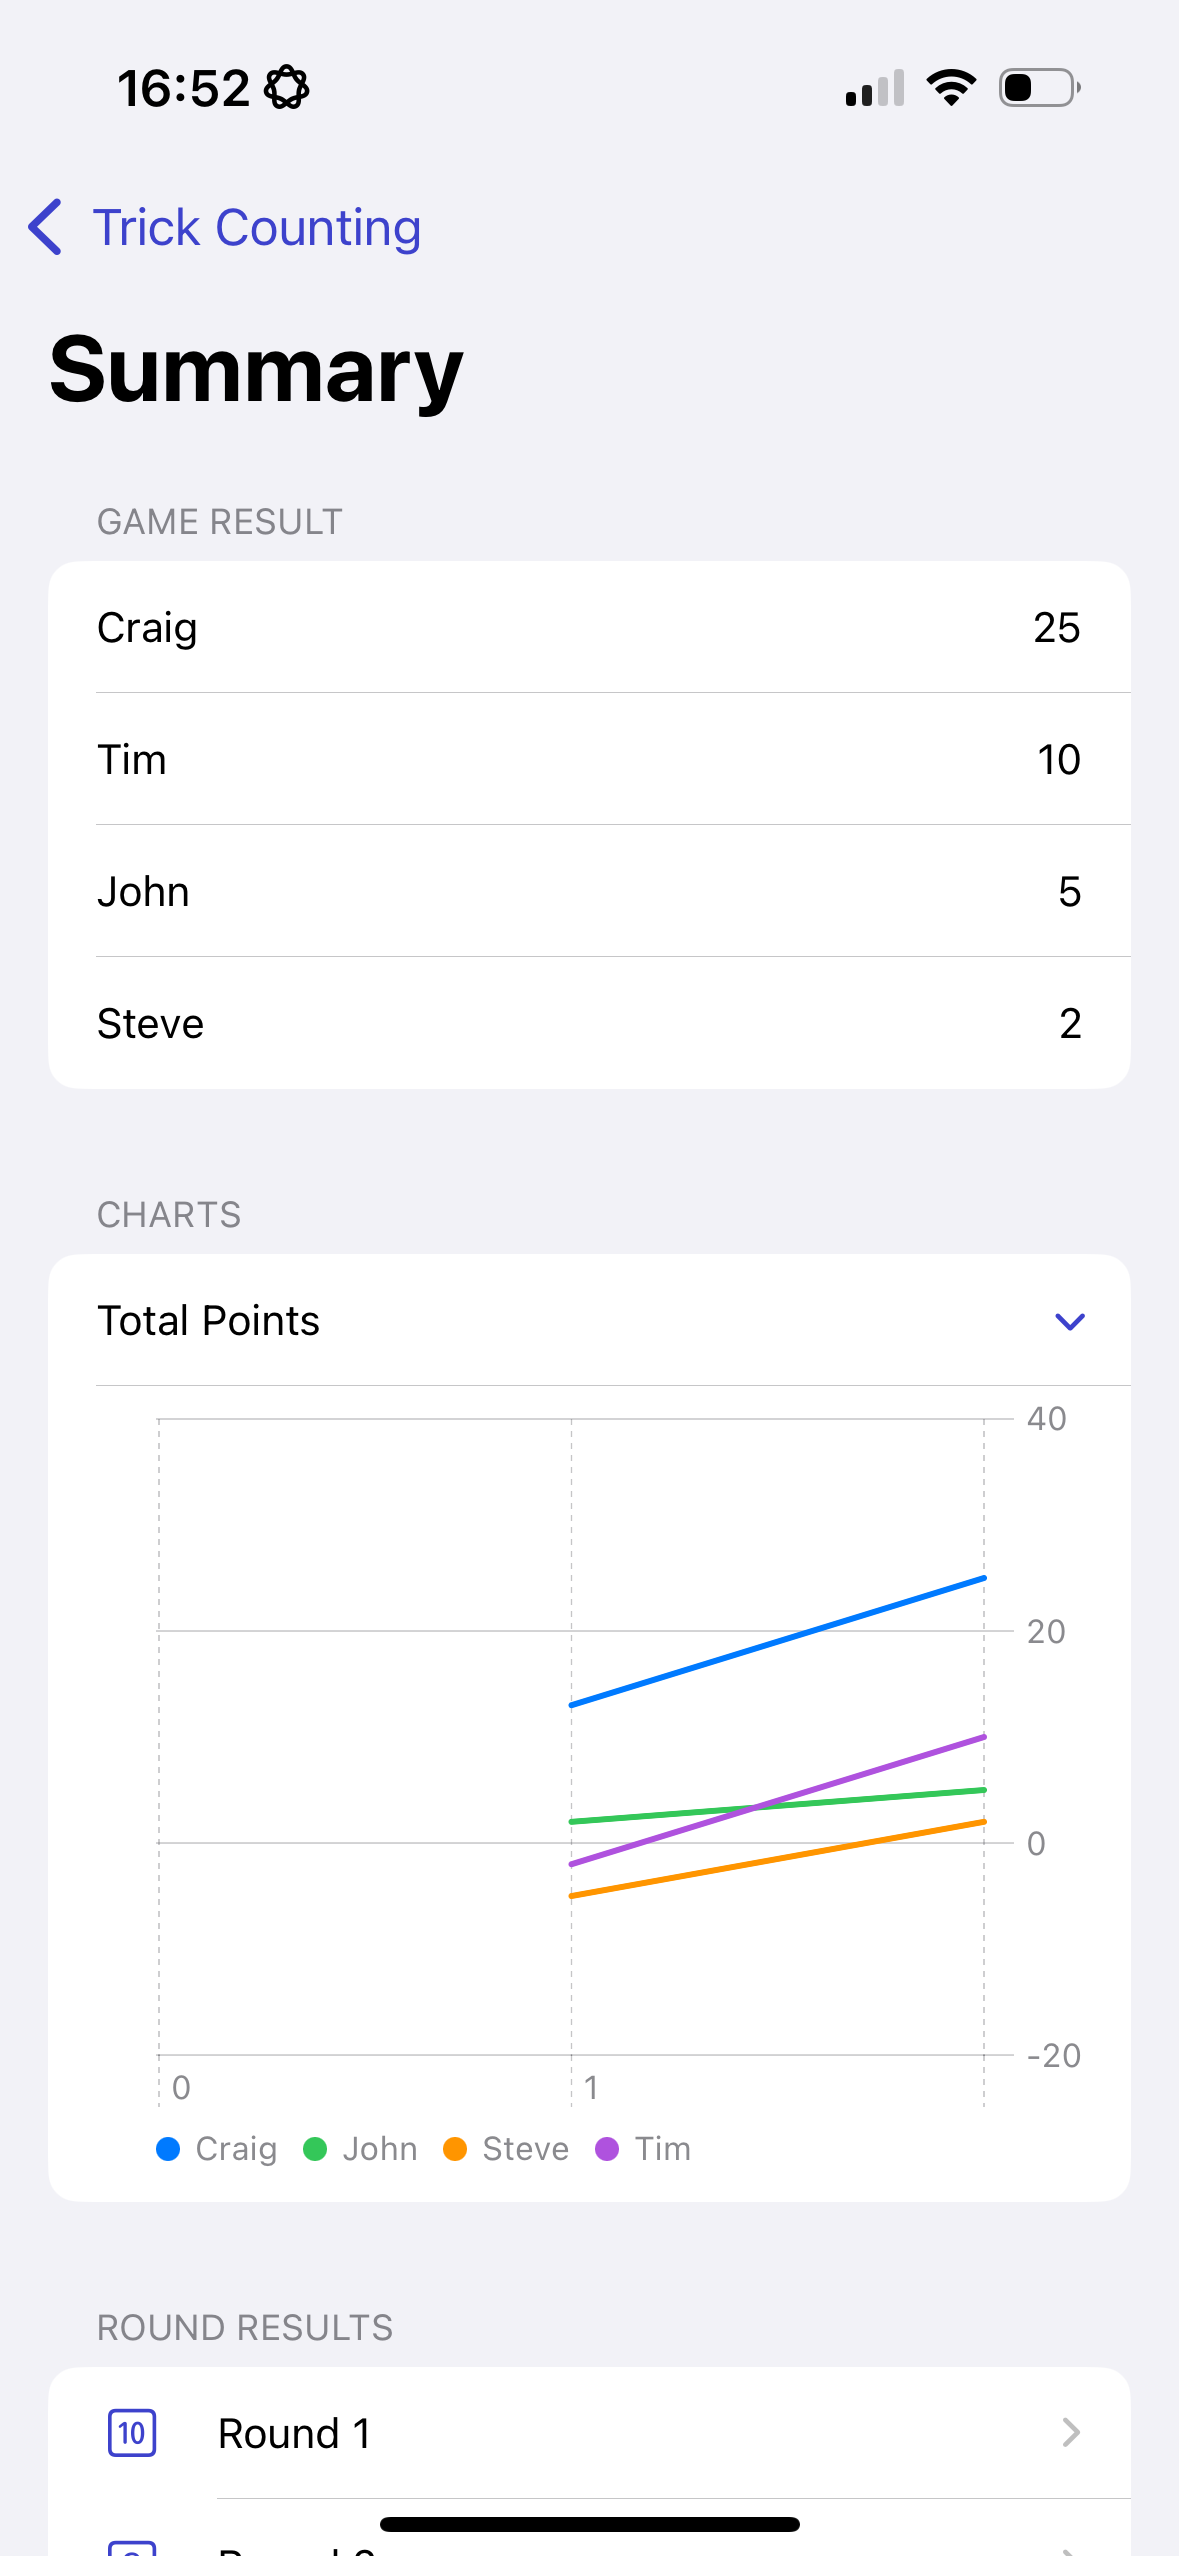 16:52
Trick Counting
Summary
GAME RESULT
Craig 25
Tim 10
John 5
Steve 2
CHARTS
Total Points
40
20
0
-20
0 1
Craig John Steve Tim
ROUND RESULTS
10 Round 1